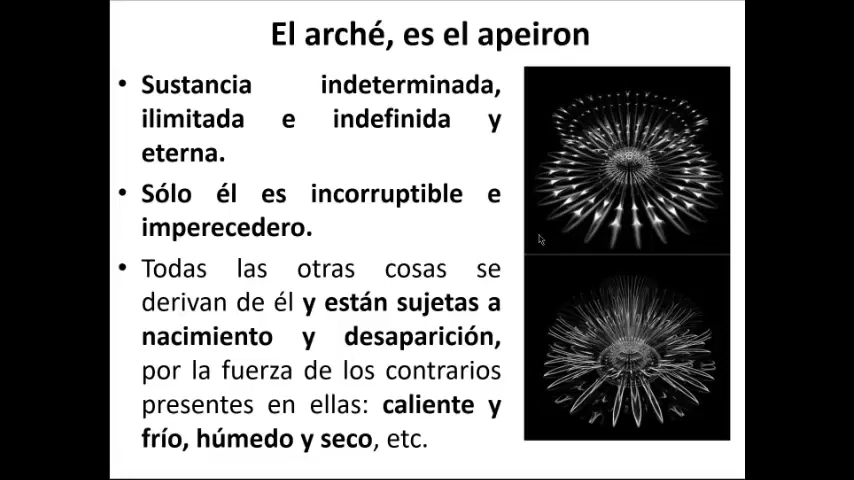 El arché, es el apeiron
• Sustancia indeterminada,
ilimitada e indefinida y
eterna.
• Sólo él es incorruptible e
imperecedero.
• Todas las otras cosas se
derivan de él y están sujetas a
nacimiento y desaparición,
por la fuerza de los contrarios
presentes en ellas: caliente y
frío, húmedo y seco, etc.